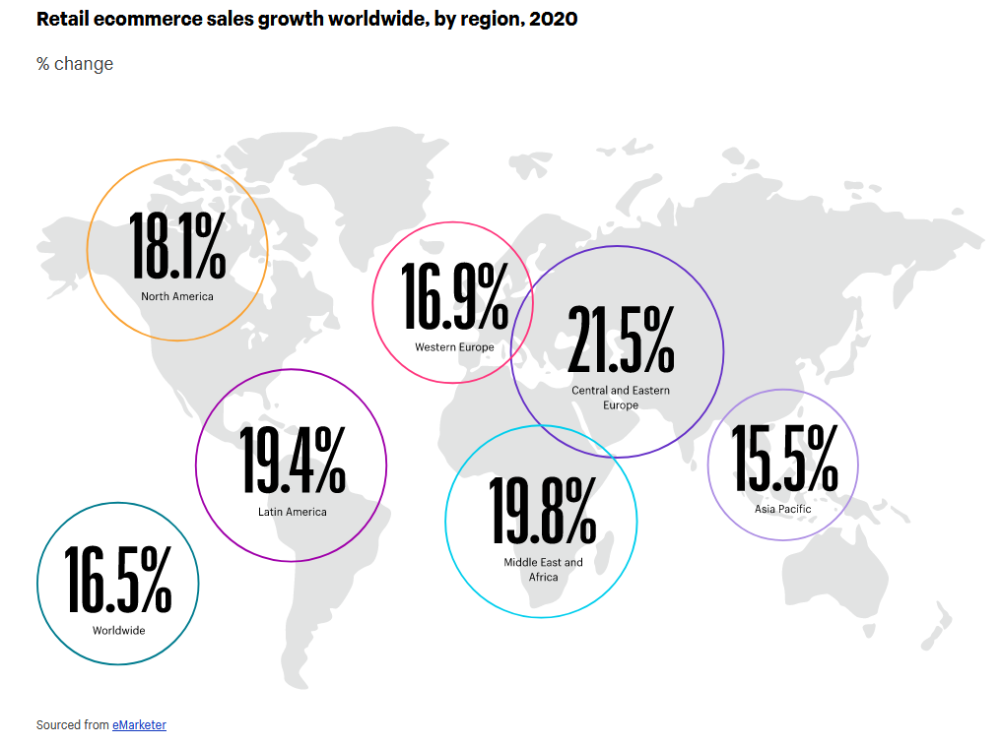 Retail ecommerce sales growth worldwide, by region, 2020
% change
18.1%
North America
16.9%
Western Europe
21.5%
Central and Eastern
Europe
19.4%
Latin America
15.5%
Asia Pacific
19.8%
Middle East and
Africa
16.5%
Worldwide
Sourced from eMarketer